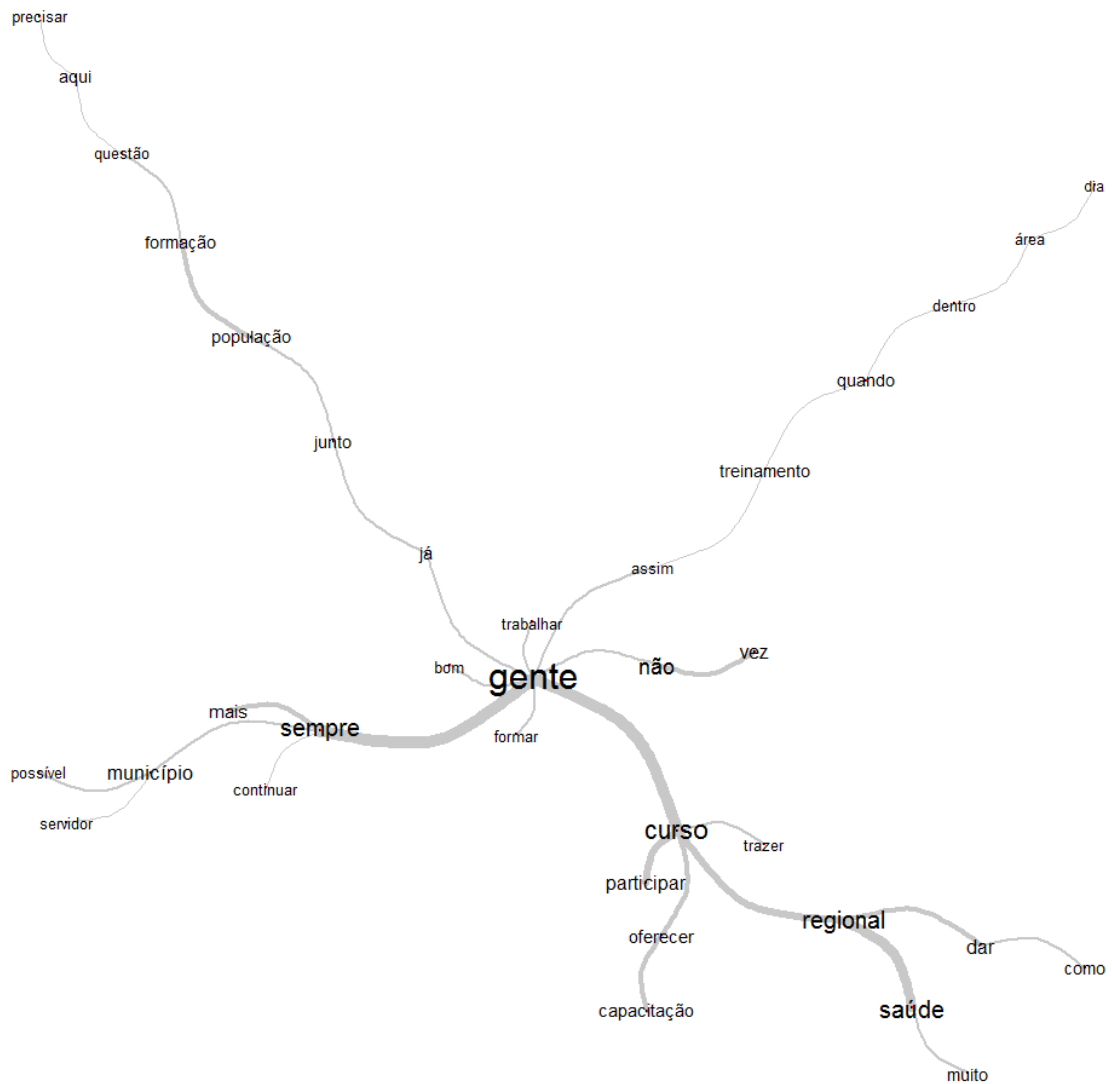 precisar
aqui
questão
dia
formação
área
dentro
população
quando
junto
treinamento
já
assim
trabalhar
vez
não
bom
gente
mais
sempre
formar
possível
município
continuar
servidor
curso
trazer
participar
regional
oferecer
dar
como
saúde
capacitação
muito